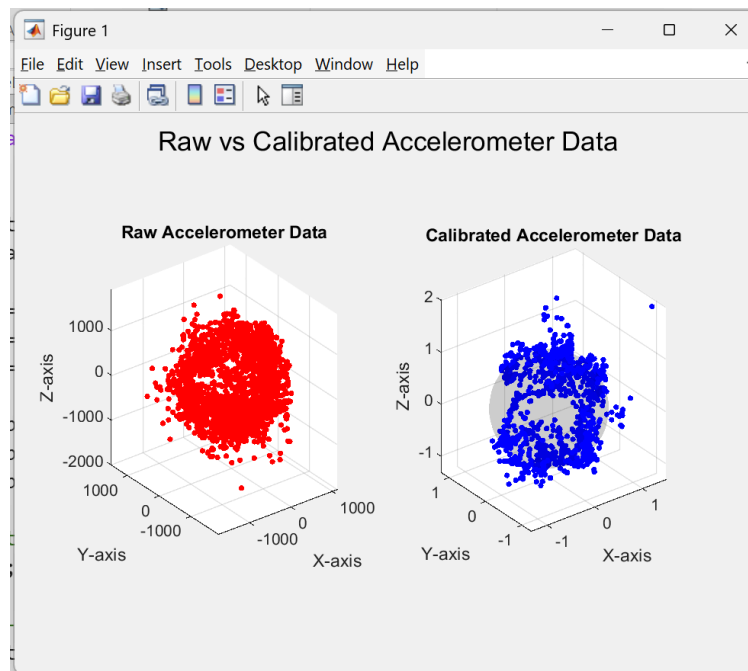 Figure 1
File Edit View Insert Tools Desktop Window Help
Raw vs Calibrated Accelerometer Data
Raw Accelerometer Data
1000
0
-1000
-2000
Z-axis
1000
0
-1000
Y-axis
-1000
0
1000
X-axis
Calibrated Accelerometer Data
2
1
0
-1
Z-axis
1
0
-1
Y-axis
-1
0
1
X-axis